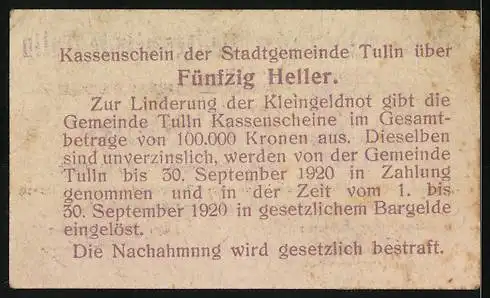 Kassenschein der Stadtgemeinde Tulln über
Fünfzig Heller.
Zur Linderung der Kleingeldnot gibt die
Gemeinde Tulln Kassenscheine im Gesamt-
betrage von 100.000 Kronen aus. Dieselben
sind unverzinslich, werden von der Gemeinde
Tulln bis 30. September 1920 in Zahlung
genommen und in der Zeit vom 1. bis
30. September 1920 in gesetzlichem Bargelde
eingelöst.
Die Nachahmnng wird gesetzlich bestraft.